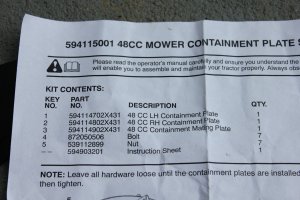 594115001 48CC MOWER CONTAINMENT PLATE
Please read the operator's manual carefully and ensure you understand the
will enable you to assemble and maintain your tractor properly. Always obs
KIT CONTENTS:
KEY PART
NO. NO. DESCRIPTION QTY.
1 594114702X431 48 CC LH Containment Plate 1
2 594114802X431 48 CC RH Containment Plate 1
3 594114902X431 48 CC Containment Mating Plate 1
4 872050506 Bolt 7
5 539112899 Nut 7
-- 594903201 Instruction Sheet 1
NOTE: Leave all hardware loose until the containment plates are installed
then tighten.